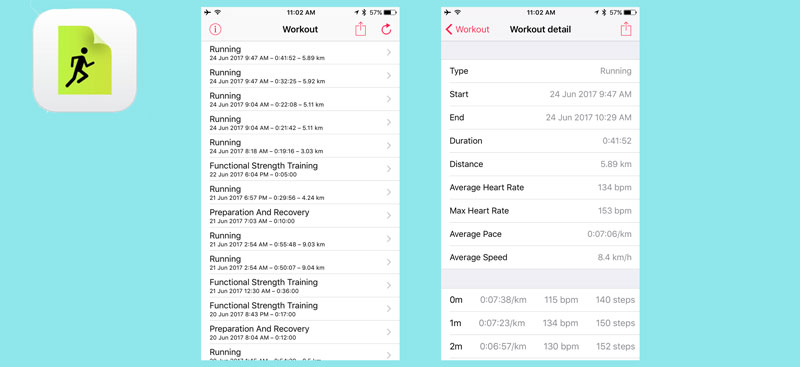 11:02 AM
57%
Workout
Running
24 Jun 2017 9:47 AM – 0:41:52 – 5.89 km
Running
24 Jun 2017 9:47 AM – 0:32:25 – 5.92 km
Running
24 Jun 2017 9:04 AM – 0:22:08 – 5.11 km
Running
24 Jun 2017 9:04 AM – 0:21:42 – 5.11 km
Running
24 Jun 2017 8:18 AM – 0:19:16 – 3.03 km
Functional Strength Training
22 Jun 2017 6:04 PM – 0:05:00
Running
21 Jun 2017 6:57 PM – 0:29:56 – 4.24 km
Preparation And Recovery
21 Jun 2017 7:03 AM – 0:10:00
Running
21 Jun 2017 2:54 AM – 0:55:48 – 9.03 km
Running
21 Jun 2017 2:54 AM – 0:50:07 – 9.04 km
Functional Strength Training
21 Jun 2017 12:30 AM – 0:36:00
Functional Strength Training
20 Jun 2017 8:43 PM – 0:17:00
Preparation And Recovery
20 Jun 2017 8:04 AM – 0:12:00
Running
11:02 AM
57%
Workout Workout detail
Type Running
Start 24 Jun 2017 9:47 AM
End 24 Jun 2017 10:29 AM
Duration 0:41:52
Distance 5.89 km
Average Heart Rate 134 bpm
Max Heart Rate 153 bpm
Average Pace 0:07:06/km
Average Speed 8.4 km/h
0m 0:07:38/km 115 bpm 140 steps
1m 0:07:23/km 134 bpm 150 steps
2m 0:06:57/km 130 bpm 152 steps